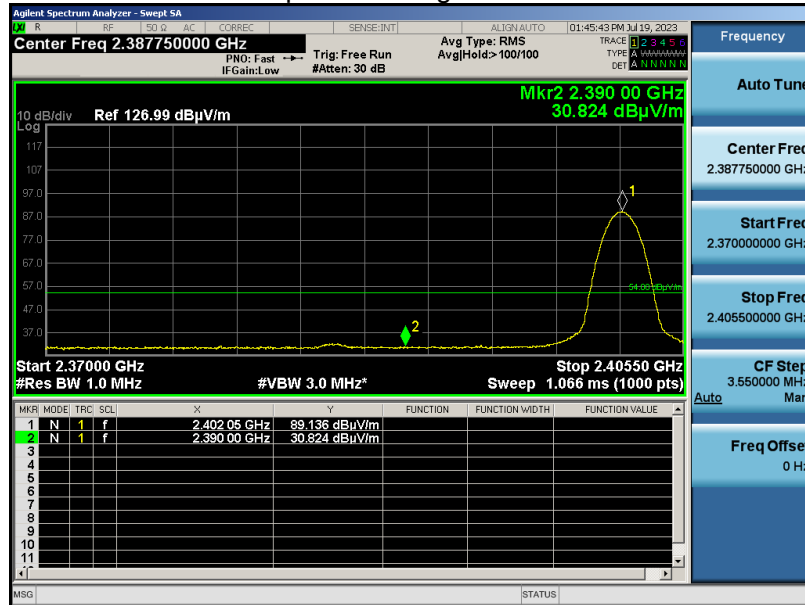 Agilent Spectrum Analyzer - Swept SA
LXI R RF 50 Ω AC CORREC SENSE:INT ALIGN AUTO 01:45:43 PM Jul 19, 2023
Center Freq 2.387750000 GHz
PNO: Fast
IFGain:Low
Trig: Free Run
#Atten: 30 dB
Avg Type: RMS
Avg|Hold:>100/100
TRACE 1 2 3 4 5 6
TYPE A WWWWW
DET A N N N N N
Mkr2 2.390 00 GHz
30.824 dBµV/m
10 dB/div Ref 126.99 dBµV/m
Log
117
107
97.0
87.0
77.0
67.0
57.0
47.0
37.0
1
2
54.00 dBµV/m
Start 2.37000 GHz Stop 2.40550 GHz
#Res BW 1.0 MHz #VBW 3.0 MHz* Sweep 1.066 ms (1000 pts)
MKR MODE TRC SCL X Y FUNCTION FUNCTION WIDTH FUNCTION VALUE
1 N 1 f 2.402 05 GHz 89.136 dBµV/m
2 N 1 f 2.390 00 GHz 30.824 dBµV/m
3
4
5
6
7
8
9
10
11
MSG STATUS
Frequency
Auto Tune
Center Freq
2.387750000 GHz
Start Freq
2.370000000 GHz
Stop Freq
2.405500000 GHz
CF Step
3.550000 MHz
Auto Man
Freq Offset
0 Hz